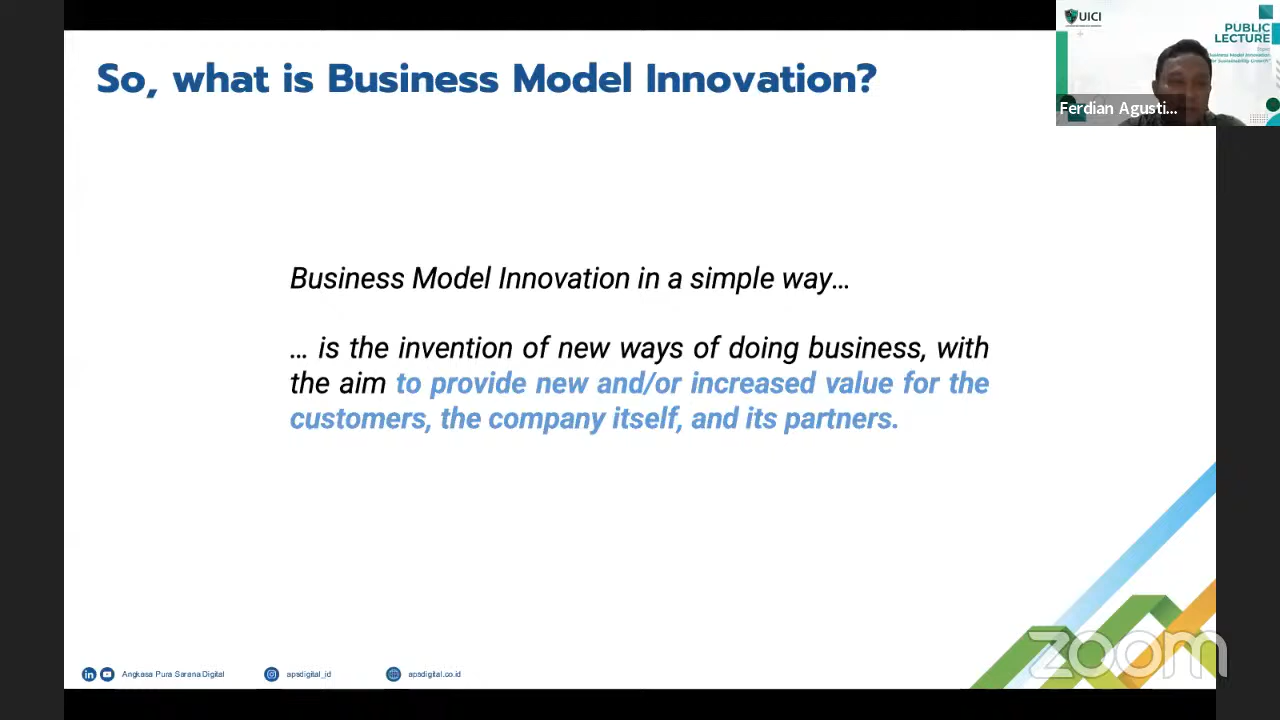 So, what is Business Model Innovation?
UICI
PUBLIC
LECTURE
Ferdian Agusti...
Business Model Innovation in a simple way...
... is the invention of new ways of doing business, with
the aim to provide new and/or increased value for the
customers, the company itself, and its partners.
Angkasa Pura Sarana Digital
apsdigital_id
apsdigital.co.id
zoom